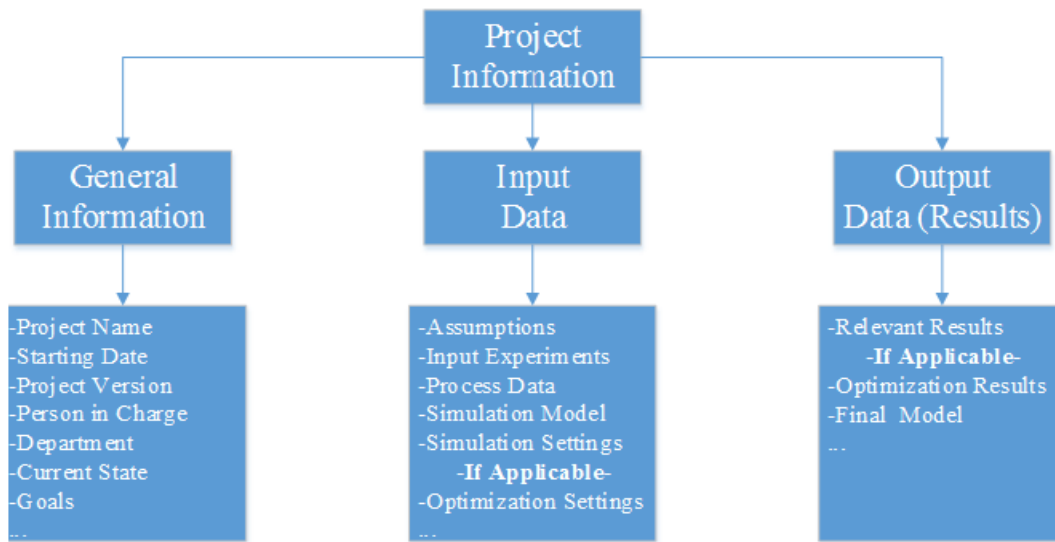 Project
Information
General
Information
Input
Data
Output
Data (Results)
-Project Name
-Starting Date
-Project Version
-Person in Charge
-Department
-Current State
-Goals
...
-Assumptions
-Input Experiments
-Process Data
-Simulation Model
-Simulation Settings
-If Applicable-
-Optimization Settings
...
-Relevant Results
-If Applicable-
-Optimization Results
-Final Model
...